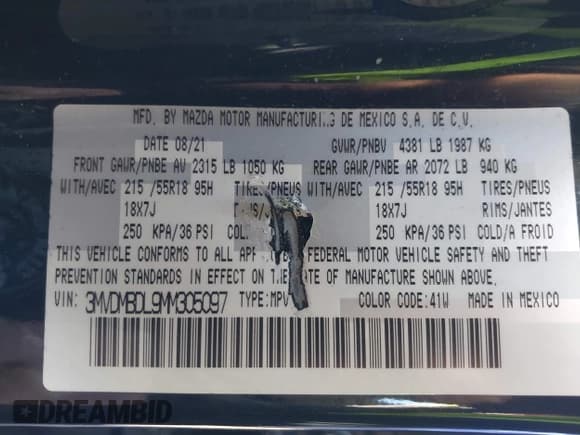 MFD. BY MAZDA MOTOR MANUFACTURING DE MEXICO S.A. DE C.V.
DATE 08/21 GVWR/PNBV 4381 LB 1987 KG
FRONT GAWR/PNBE AV 2315 LB 1050 KG REAR GAWR/PNBE AR 2072 LB 940 KG
WITH/AVEC 215 /55R18 95H TIRES/PNEUS WITH/AVEC 215 /55R18 95H TIRES/PNEUS
18X7J 18X7J RIMS/JANTES
250 KPA/36 PSI 250 KPA/36 PSI COLD/A FROID
THIS VEHICLE CONFORMS TO ALL FEDERAL MOTOR VEHICLE SAFETY AND THEFT
PREVENTION STANDARDS IN EFFECT ON DATE OF MANUFACTURE SHOWN ABOVE.
VIN: 3MVDMBDL9MM305097 TYPE:MPV COLOR CODE:41W MADE IN MEXICO
DREAMBID